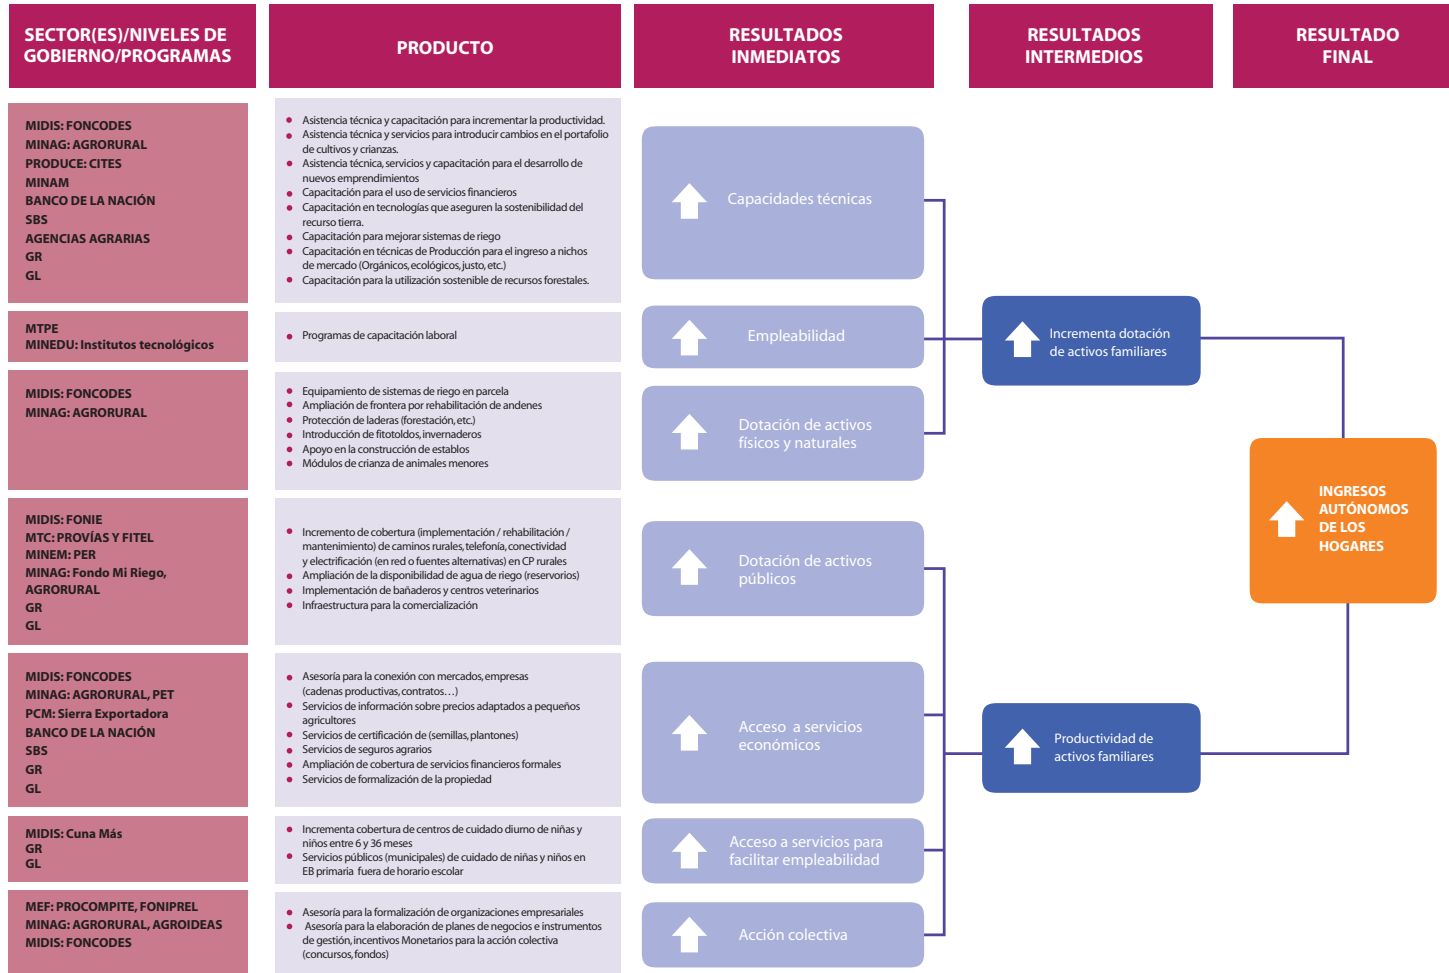 SECTOR(ES)/NIVELES DE
GOBIERNO/PROGRAMAS
PRODUCTO
RESULTADOS
INMEDIATOS
RESULTADOS
INTERMEDIOS
RESULTADO
FINAL
MIDIS: FONCODES
MINAG: AGRORURAL
PRODUCE: CITES
MINAM
BANCO DE LA NACIÓN
SBS
AGENCIAS AGRARIAS
GR
GL
Asistencia técnica y capacitación para incrementar la productividad.
Asistencia técnica y servicios para introducir cambios en el portafolio
de cultivos y crianzas.
Asistencia técnica, servicios y capacitación para el desarrollo de
nuevos emprendimientos
Capacitación para el uso de servicios financieros
Capacitación en tecnologías que aseguren la sostenibilidad del
recurso tierra.
Capacitación para mejorar sistemas de riego
Capacitación en técnicas de Producción para el ingreso a nichos
de mercado (Orgánicos, ecológicos, justo, etc.)
Capacitación para la utilización sostenible de recursos forestales.
Capacidades técnicas
MTPE
MINEDU: Institutos tecnológicos
Programas de capacitación laboral
Empleabilidad
Incrementa dotación
de activos familiares
MIDIS: FONCODES
MINAG: AGRORURAL
Equipamiento de sistemas de riego en parcela
Ampliación de frontera por rehabilitación de andenes
Protección de laderas (forestación, etc.)
Introducción de fitotoldos, invernaderos
Apoyo en la construcción de establos
Módulos de crianza de animales menores
Dotación de activos
físicos y naturales
INGRESOS
AUTÓNOMOS
DE LOS
HOGARES
MIDIS: FONIE
MTC: PROVÍAS Y FITEL
MINEM: PER
MINAG: Fondo Mi Riego,
AGRORURAL
GR
GL
Incremento de cobertura (implementación / rehabilitación /
mantenimiento) de caminos rurales, telefonía, conectividad
y electrificación (en red o fuentes alternativas) en CP rurales
Ampliación de la disponibilidad de agua de riego (reservorios)
Implementación de bañaderos y centros veterinarios
Infraestructura para la comercialización
Dotación de activos
públicos
MIDIS: FONCODES
MINAG: AGRORURAL, PET
PCM: Sierra Exportadora
BANCO DE LA NACIÓN
SBS
GR
GL
Asesoría para la conexión con mercados, empresas
(cadenas productivas, contratos…)
Servicios de información sobre precios adaptados a pequeños
agricultores
Servicios de certificación de (semillas, plantones)
Servicios de seguros agrarios
Ampliación de cobertura de servicios financieros formales
Servicios de formalización de la propiedad
Acceso a servicios
económicos
Productividad de
activos familiares
MIDIS: Cuna Más
GR
GL
Incrementa cobertura de centros de cuidado diurno de niñas y
niños entre 6 y 36 meses
Servicios públicos (municipales) de cuidado de niñas y niños en
EB primaria fuera de horario escolar
Acceso a servicios para
facilitar empleabilidad
MEF: PROCOMPITE, FONIPREL
MINAG: AGRORURAL, AGROIDEAS
MIDIS: FONCODES
Asesoría para la formalización de organizaciones empresariales
Asesoría para la elaboración de planes de negocios e instrumentos
de gestión, incentivos Monetarios para la acción colectiva
(concursos, fondos)
Acción colectiva